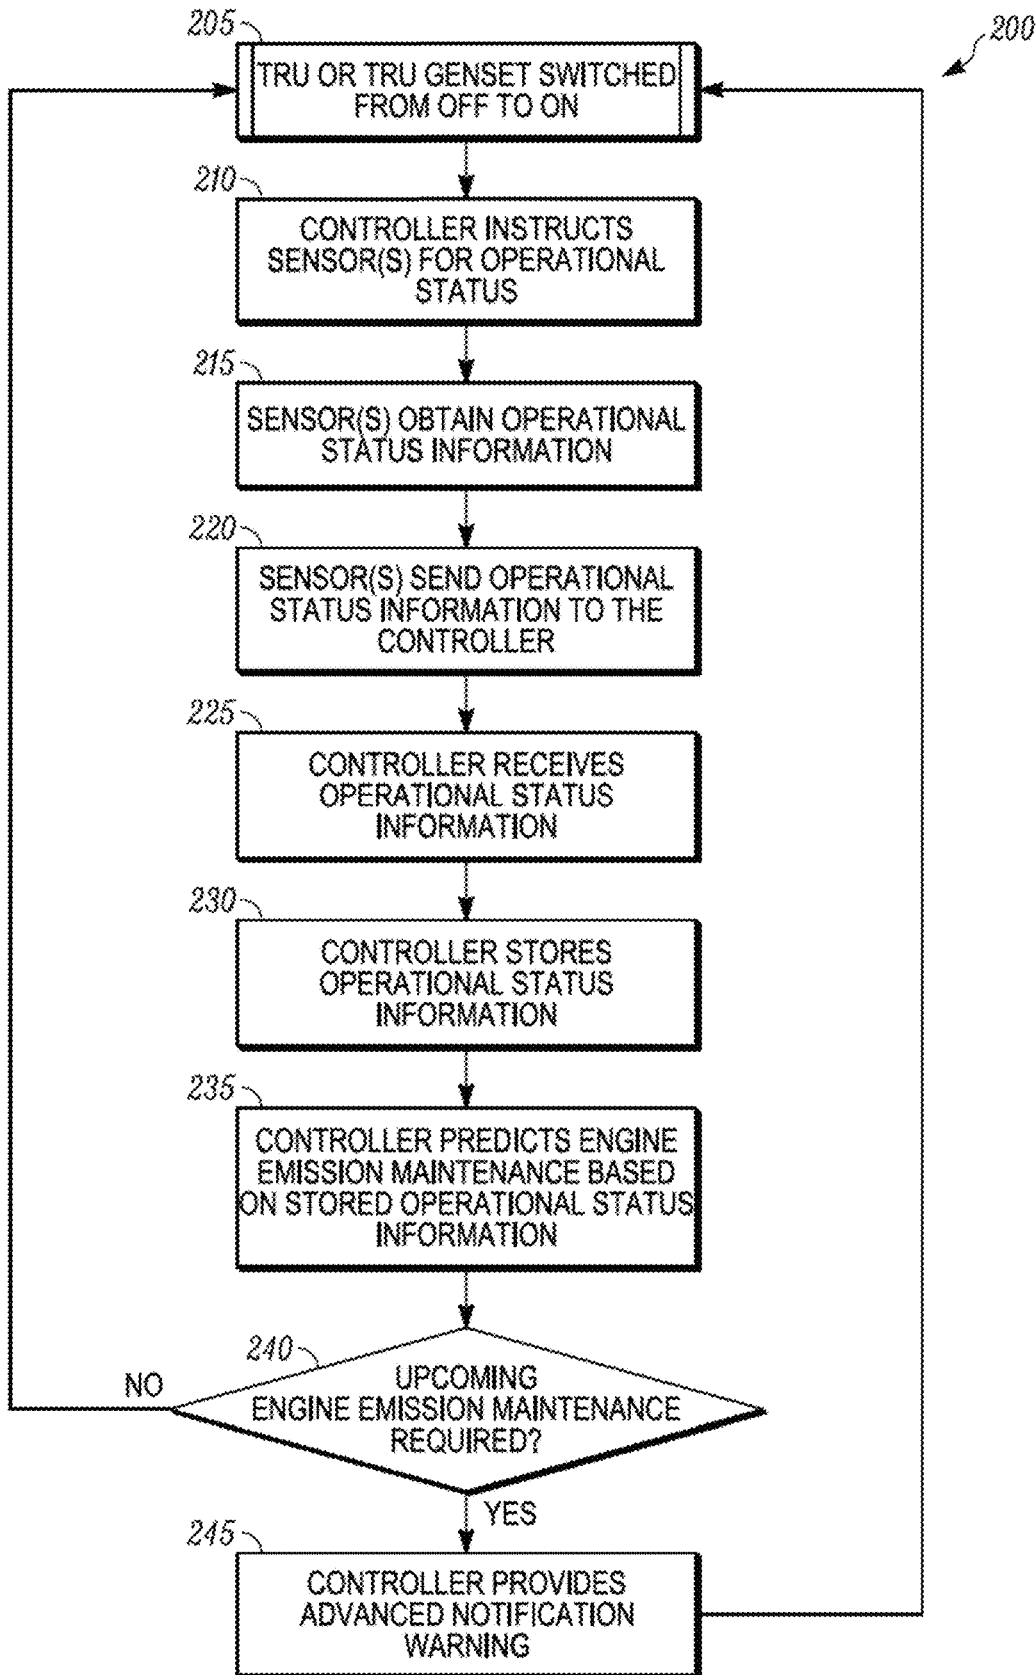 200
205
TRU OR TRU GENSET SWITCHED
FROM OFF TO ON
210
CONTROLLER INSTRUCTS
SENSOR(S) FOR OPERATIONAL
STATUS
215
SENSOR(S) OBTAIN OPERATIONAL
STATUS INFORMATION
220
SENSOR(S) SEND OPERATIONAL
STATUS INFORMATION TO THE
CONTROLLER
225
CONTROLLER RECEIVES
OPERATIONAL STATUS
INFORMATION
230
CONTROLLER STORES
OPERATIONAL STATUS
INFORMATION
235
CONTROLLER PREDICTS ENGINE
EMISSION MAINTENANCE BASED
ON STORED OPERATIONAL STATUS
INFORMATION
240
UPCOMING
ENGINE EMISSION MAINTENANCE
REQUIRED?
NO
YES
245
CONTROLLER PROVIDES
ADVANCED NOTIFICATION
WARNING